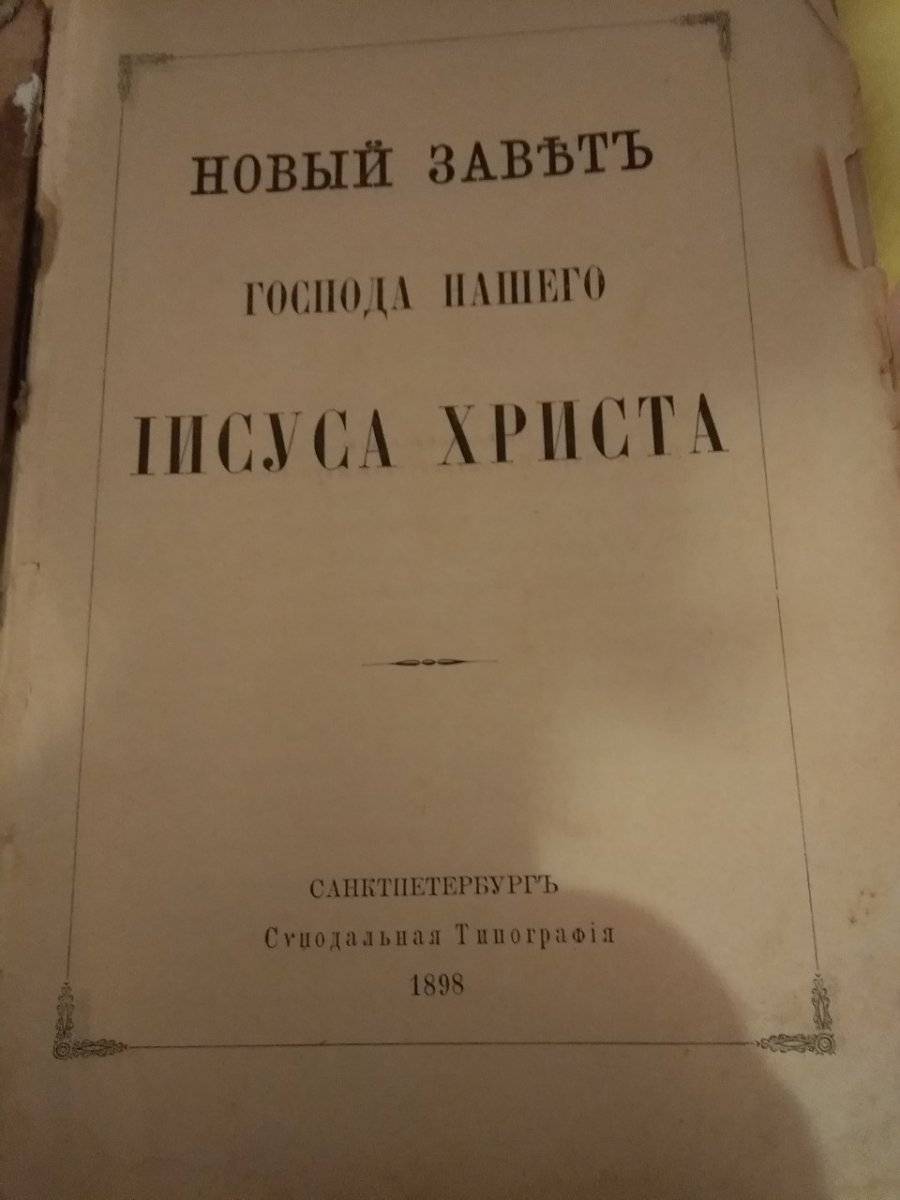 НОВЫЙ ЗАВѢТЪ
ГОСПОДА НАШЕГО
ІИСУСА ХРИСТА
САНКТПЕТЕРБУРГЪ
Сѵнодальная Типографія
1898